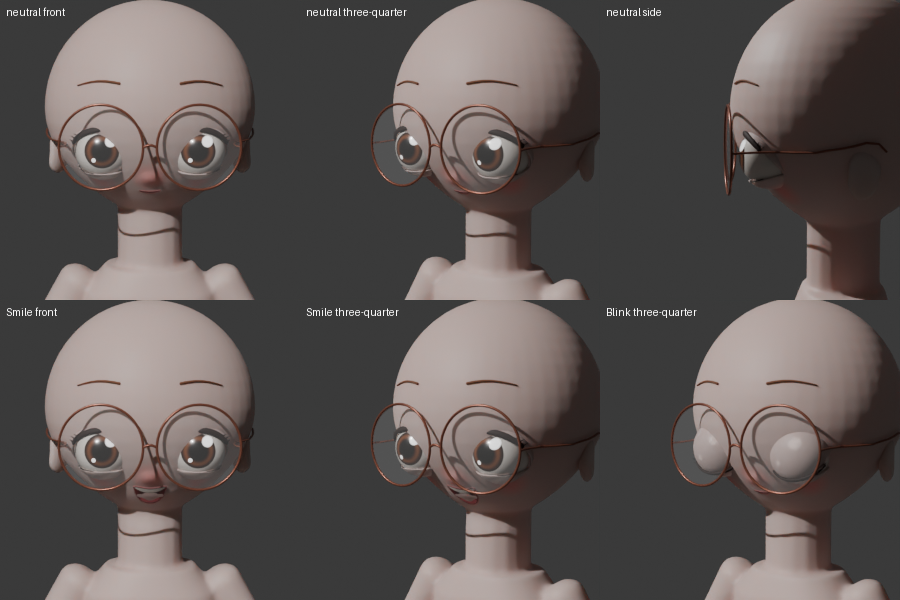 neutral front
neutral three-quarter
neutral side
Smile front
Smile three-quarter
Blink three-quarter